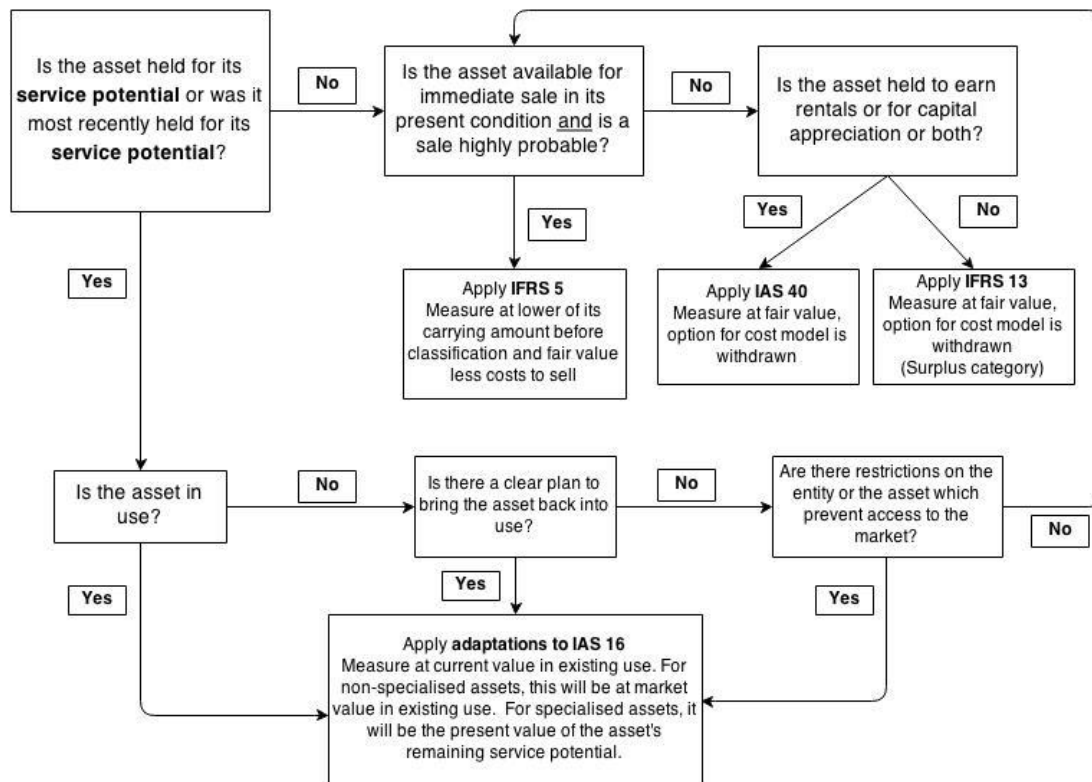 Is the asset held for its
service potential or was it
most recently held for its
service potential?
No
Is the asset available for
immediate sale in its
present condition and is a
sale highly probable?
No
Is the asset held to earn
rentals or for capital
appreciation or both?
Yes
Yes
Yes
No
Apply IFRS 5
Measure at lower of its
carrying amount before
classification and fair value
less costs to sell
Apply IAS 40
Measure at fair value,
option for cost model is
withdrawn
Apply IFRS 13
Measure at fair value,
option for cost model is
withdrawn
(Surplus category)
Is the asset in
use?
No
Is there a clear plan to
bring the asset back into
use?
No
Are there restrictions on the
entity or the asset which
prevent access to the
market?
No
Yes
Yes
Yes
Apply adaptations to IAS 16
Measure at current value in existing use. For
non-specialised assets, this will be at market
value in existing use.  For specialised assets, it
will be the present value of the asset's
remaining service potential.